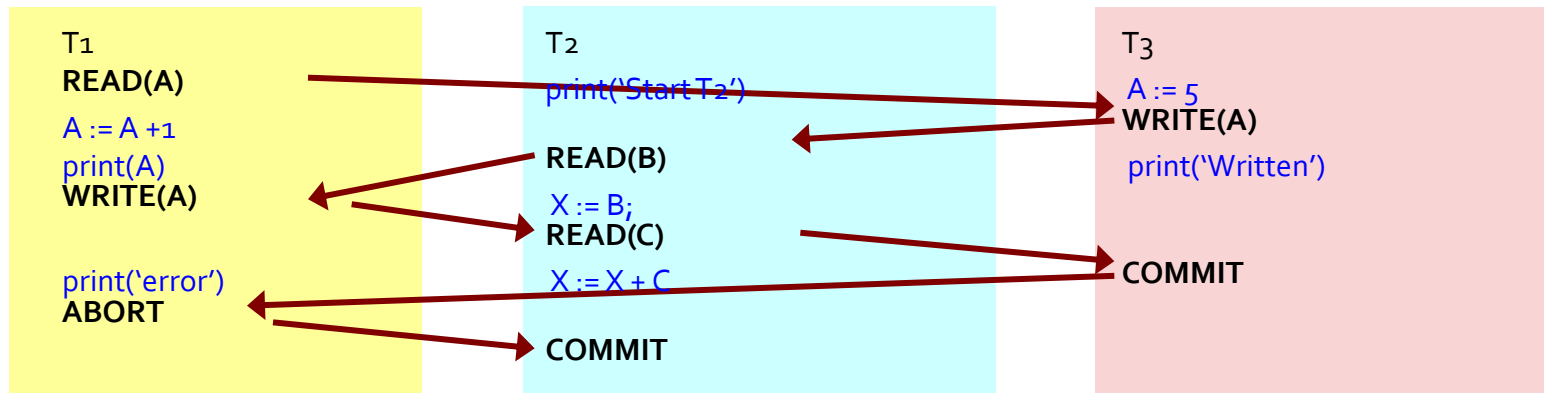 T1
READ(A)
A := A +1
print(A)
WRITE(A)
print(‘error’)
ABORT
T2
print(‘Start T2’)
READ(B)
X := B;
READ(C)
X := X + C
COMMIT
T3
A := 5
WRITE(A)
print(‘Written’)
COMMIT